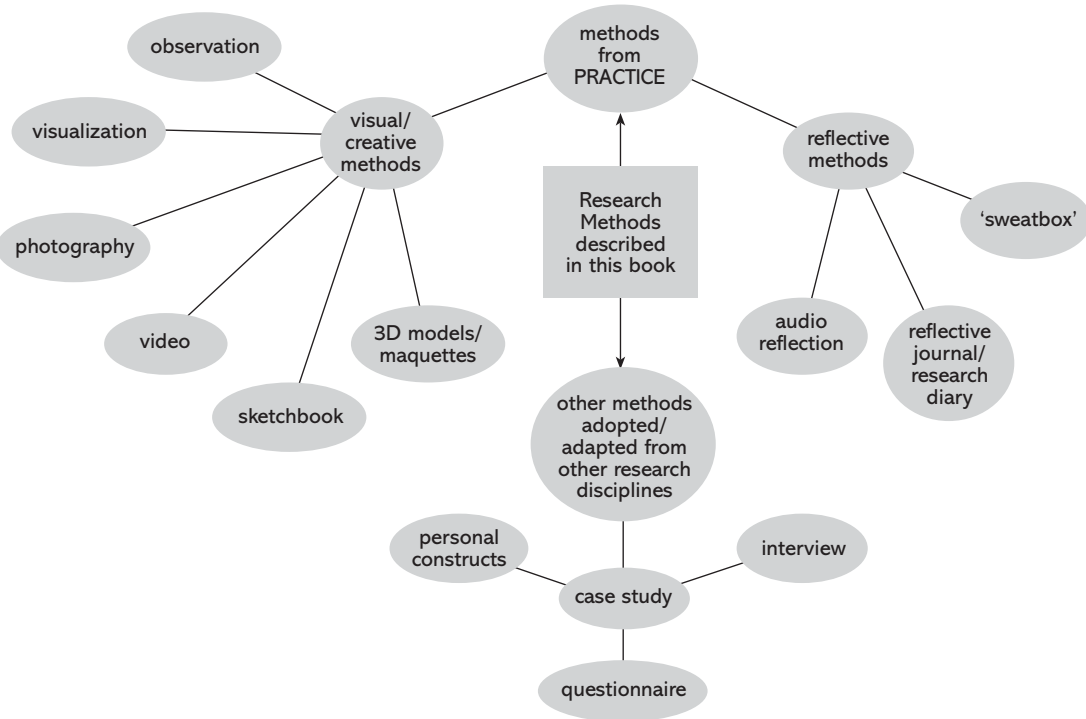 observation
visualization
photography
video
sketchbook
3D models/
maquettes
visual/
creative
methods
methods
from
PRACTICE
reflective
methods
‘sweatbox’
audio
reflection
reflective
journal/
research
diary
Research
Methods
described
in this book
other methods
adopted/
adapted from
other research
disciplines
personal
constructs
interview
case study
questionnaire